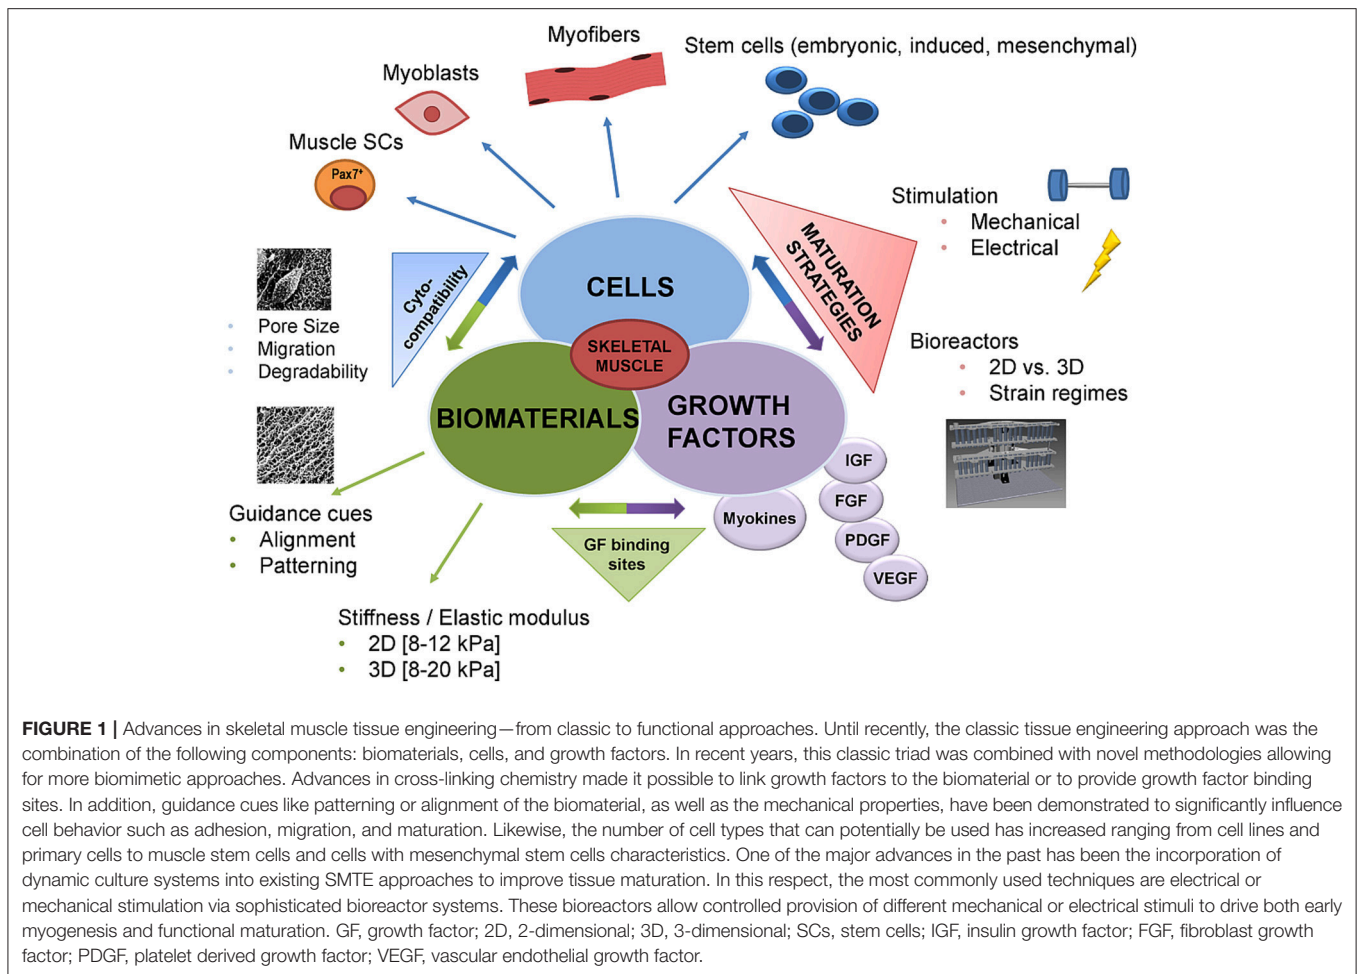 Myofibers
Stem cells (embryonic, induced, mesenchymal)
Myoblasts
Muscle SCs
Pax7+
Stimulation
• Mechanical
• Electrical
MATURATION
STRATEGIES
Cyto-
compatibility
CELLS
• Pore Size
• Migration
• Degradability
SKELETAL
MUSCLE
Bioreactors
• 2D vs. 3D
• Strain regimes
BIOMATERIALS
GROWTH
FACTORS
IGF
FGF
PDGF
VEGF
Myokines
Guidance cues
• Alignment
• Patterning
GF binding
sites
Stiffness / Elastic modulus
• 2D [8-12 kPa]
• 3D [8-20 kPa]
FIGURE 1 | Advances in skeletal muscle tissue engineering—from classic to functional approaches. Until recently, the classic tissue engineering approach was the
combination of the following components: biomaterials, cells, and growth factors. In recent years, this classic triad was combined with novel methodologies allowing
for more biomimetic approaches. Advances in cross-linking chemistry made it possible to link growth factors to the biomaterial or to provide growth factor binding
sites. In addition, guidance cues like patterning or alignment of the biomaterial, as well as the mechanical properties, have been demonstrated to significantly influence
cell behavior such as adhesion, migration, and maturation. Likewise, the number of cell types that can potentially be used has increased ranging from cell lines and
primary cells to muscle stem cells and cells with mesenchymal stem cells characteristics. One of the major advances in the past has been the incorporation of
dynamic culture systems into existing SMTE approaches to improve tissue maturation. In this respect, the most commonly used techniques are electrical or
mechanical stimulation via sophisticated bioreactor systems. These bioreactors allow controlled provision of different mechanical or electrical stimuli to drive both early
myogenesis and functional maturation. GF, growth factor; 2D, 2-dimensional; 3D, 3-dimensional; SCs, stem cells; IGF, insulin growth factor; FGF, fibroblast growth
factor; PDGF, platelet derived growth factor; VEGF, vascular endothelial growth factor.